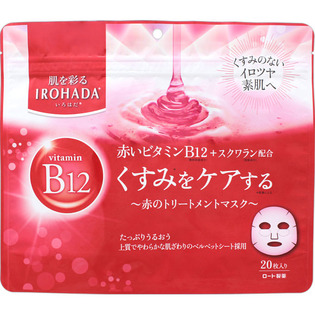 肌を彩る
IROHADA
いろはだ
くすみのない
イロツヤ
素肌へ
vitamin
B12
赤いビタミンB12+スクワラン配合
くすみをケアする
～赤のトリートメントマスク～
たっぷりうるおう
上質でやわらかな肌ざわりのベルベットシート採用
20枚入り
ロート製薬